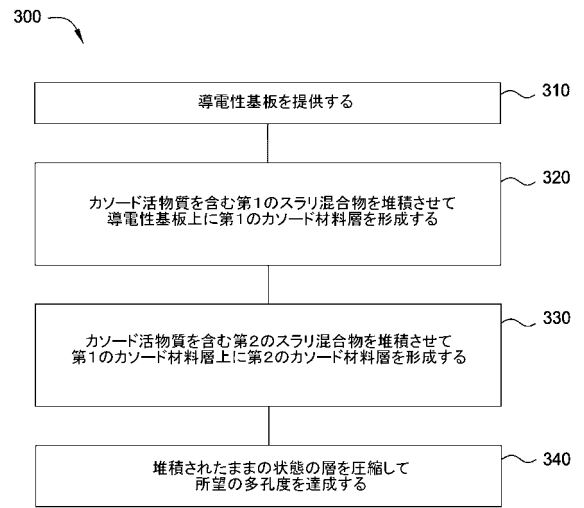 300
導電性基板を提供する
310
カソード活物質を含む第1のスラリ混合物を堆積させて
導電性基板上に第1のカソード材料層を形成する
320
カソード活物質を含む第2のスラリ混合物を堆積させて
第1のカソード材料層上に第2のカソード材料層を形成する
330
堆積されたままの状態の層を圧縮して
所望の多孔度を達成する
340